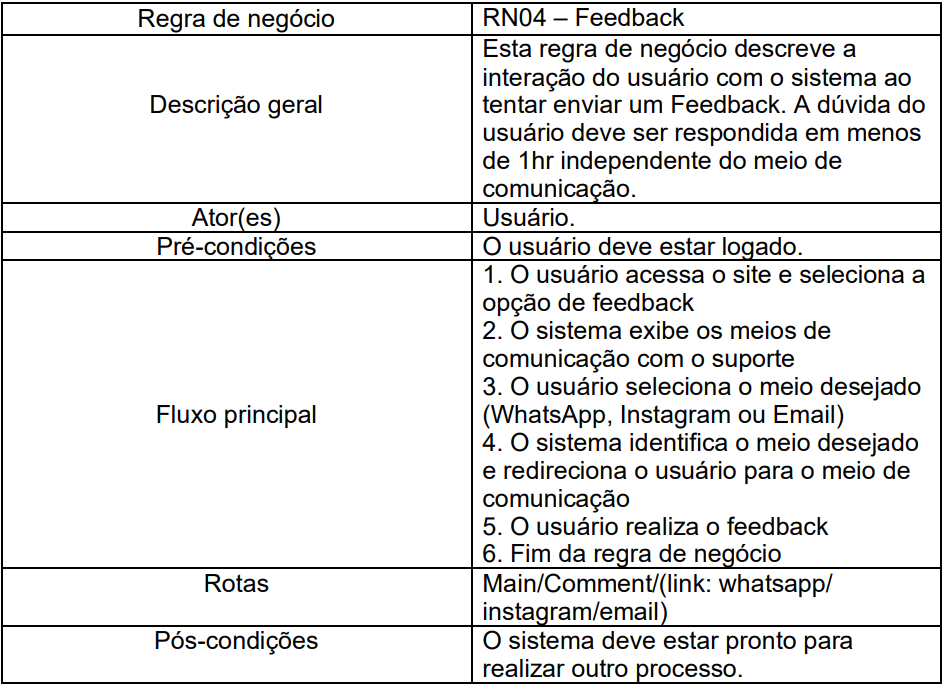 Regra de negócio
RN04 – Feedback
Descrição geral
Esta regra de negócio descreve a
interação do usuário com o sistema ao
tentar enviar um Feedback. A dúvida do
usuário deve ser respondida em menos
de 1hr independente do meio de
comunicação.
Ator(es)
Usuário.
Pré-condições
O usuário deve estar logado.
Fluxo principal
1. O usuário acessa o site e seleciona a
opção de feedback
2. O sistema exibe os meios de
comunicação com o suporte
3. O usuário seleciona o meio desejado
(WhatsApp, Instagram ou Email)
4. O sistema identifica o meio desejado
e redireciona o usuário para o meio de
comunicação
5. O usuário realiza o feedback
6. Fim da regra de negócio
Rotas
Main/Comment/(link: whatsapp/
instagram/email)
Pós-condições
O sistema deve estar pronto para
realizar outro processo.